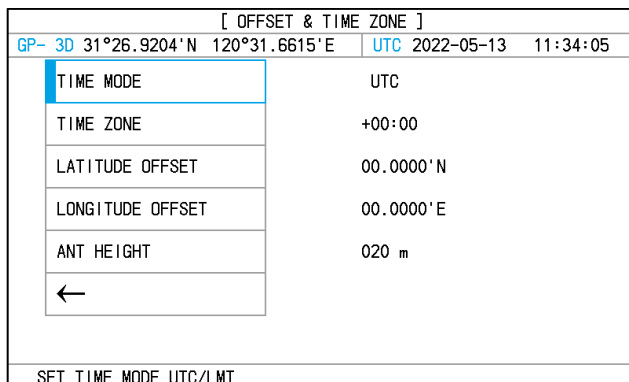 [ OFFSET & TIME ZONE ]
GP- 3D 31°26.9204'N 120°31.6615'E UTC 2022-05-13 11:34:05
TIME MODE UTC
TIME ZONE +00:00
LATITUDE OFFSET 00.0000'N
LONGITUDE OFFSET 00.0000'E
ANT HEIGHT 020 m
←
SET TIME MODE UTC/LMT